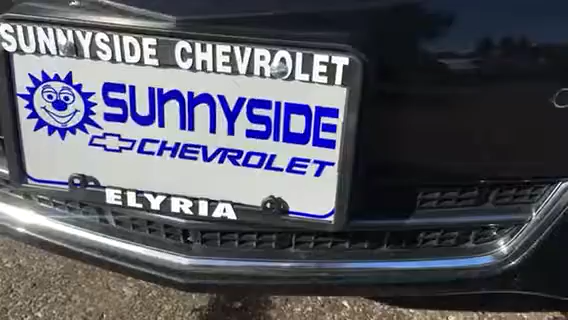 SUNNYSIDE CHEVROLET
SUNNYSIDE
CHEVROLET
ELYRIA